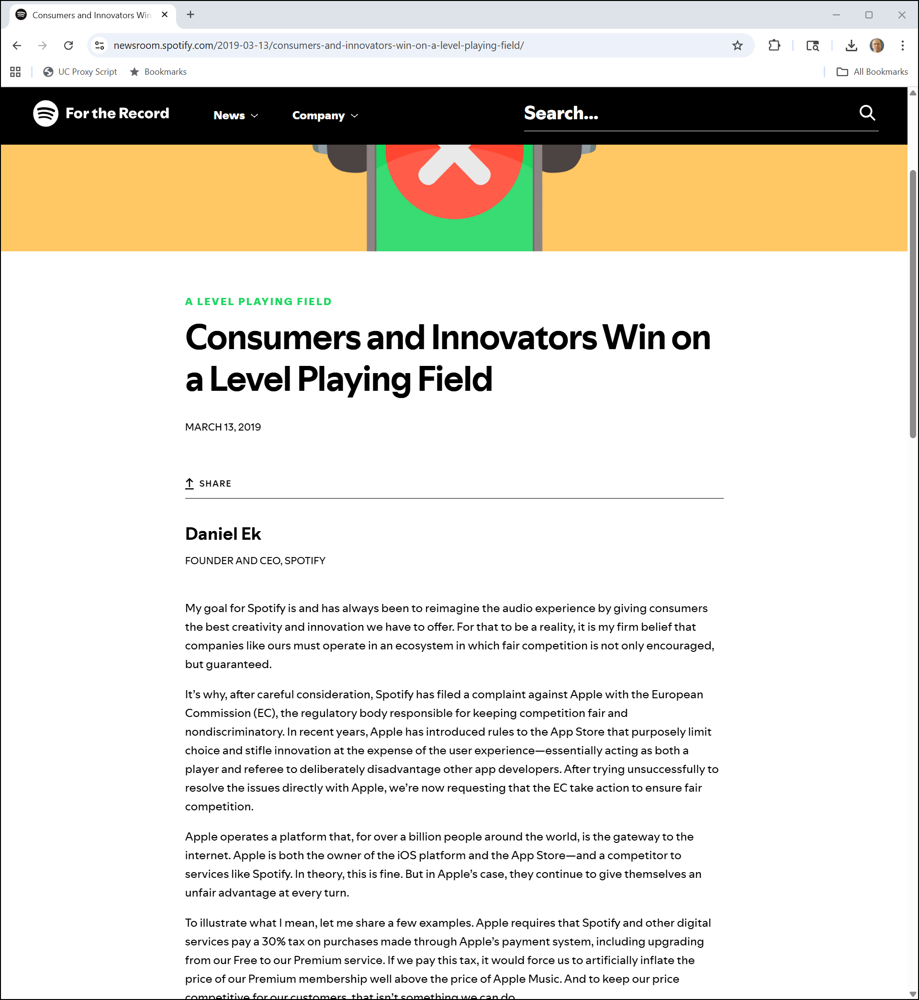 Consumers and Innovators Win
newsroom.spotify.com/2019-03-13/consumers-and-innovators-win-on-a-level-playing-field/
UC Proxy Script
Bookmarks
All Bookmarks
For the Record
News
Company
Search...
A LEVEL PLAYING FIELD
Consumers and Innovators Win on
a Level Playing Field
MARCH 13, 2019
SHARE
Daniel Ek
FOUNDER AND CEO, SPOTIFY
My goal for Spotify is and has always been to reimagine the audio experience by giving consumers
the best creativity and innovation we have to offer. For that to be a reality, it is my firm belief that
companies like ours must operate in an ecosystem in which fair competition is not only encouraged,
but guaranteed.
It’s why, after careful consideration, Spotify has filed a complaint against Apple with the European
Commission (EC), the regulatory body responsible for keeping competition fair and
nondiscriminatory. In recent years, Apple has introduced rules to the App Store that purposely limit
choice and stifle innovation at the expense of the user experience—essentially acting as both a
player and referee to deliberately disadvantage other app developers. After trying unsuccessfully to
resolve the issues directly with Apple, we’re now requesting that the EC take action to ensure fair
competition.
Apple operates a platform that, for over a billion people around the world, is the gateway to the
internet. Apple is both the owner of the iOS platform and the App Store—and a competitor to
services like Spotify. In theory, this is fine. But in Apple’s case, they continue to give themselves an
unfair advantage at every turn.
To illustrate what I mean, let me share a few examples. Apple requires that Spotify and other digital
services pay a 30% tax on purchases made through Apple’s payment system, including upgrading
from our Free to our Premium service. If we pay this tax, it would force us to artificially inflate the
price of our Premium membership well above the price of Apple Music. And to keep our price
competitive for our customers, that isn’t something we can do.